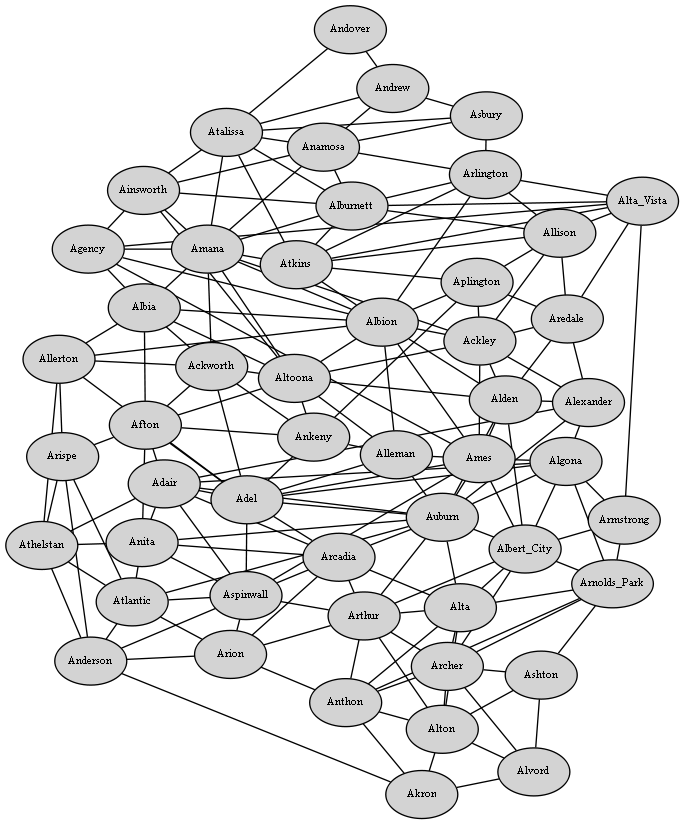 Andover
Andrew
Asbury
Atalissa
Anamosa
Arlington
Ainsworth
Alta_Vista
Alburnett
Allison
Agency
Amana
Atkins
Aplington
Albia
Aredale
Albion
Ackley
Allerton
Ackworth
Altoona
Alden
Alexander
Afton
Ankeny
Alleman
Arispe
Ames
Algona
Adair
Adel
Auburn
Armstrong
Athelstan
Anita
Albert_City
Arcadia
Arnolds_Park
Atlantic
Aspinwall
Alta
Arthur
Arion
Anderson
Archer
Ashton
Anthon
Alton
Alvord
Akron